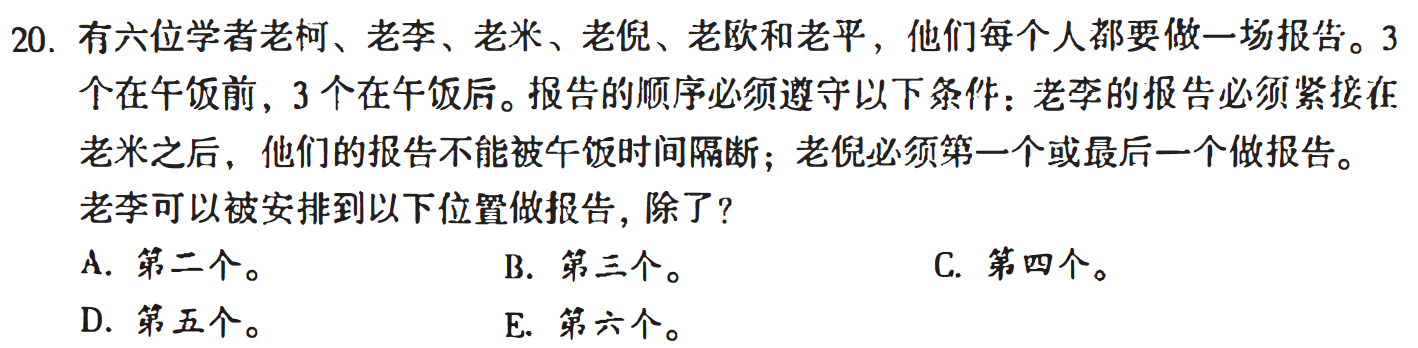 20. 有六位学者老柯、老李、老米、老倪、老欧和老平，他们每个人都要做一场报告。3
个在午饭前，3个在午饭后。报告的顺序必须遵守以下条件：老李的报告必须紧接在
老米之后，他们的报告不能被午饭时间隔断；老倪必须第一个或最后一个做报告。
老李可以被安排到以下位置做报告，除了？
A. 第二个。 B. 第三个。 C. 第四个。
D. 第五个。 E. 第六个。